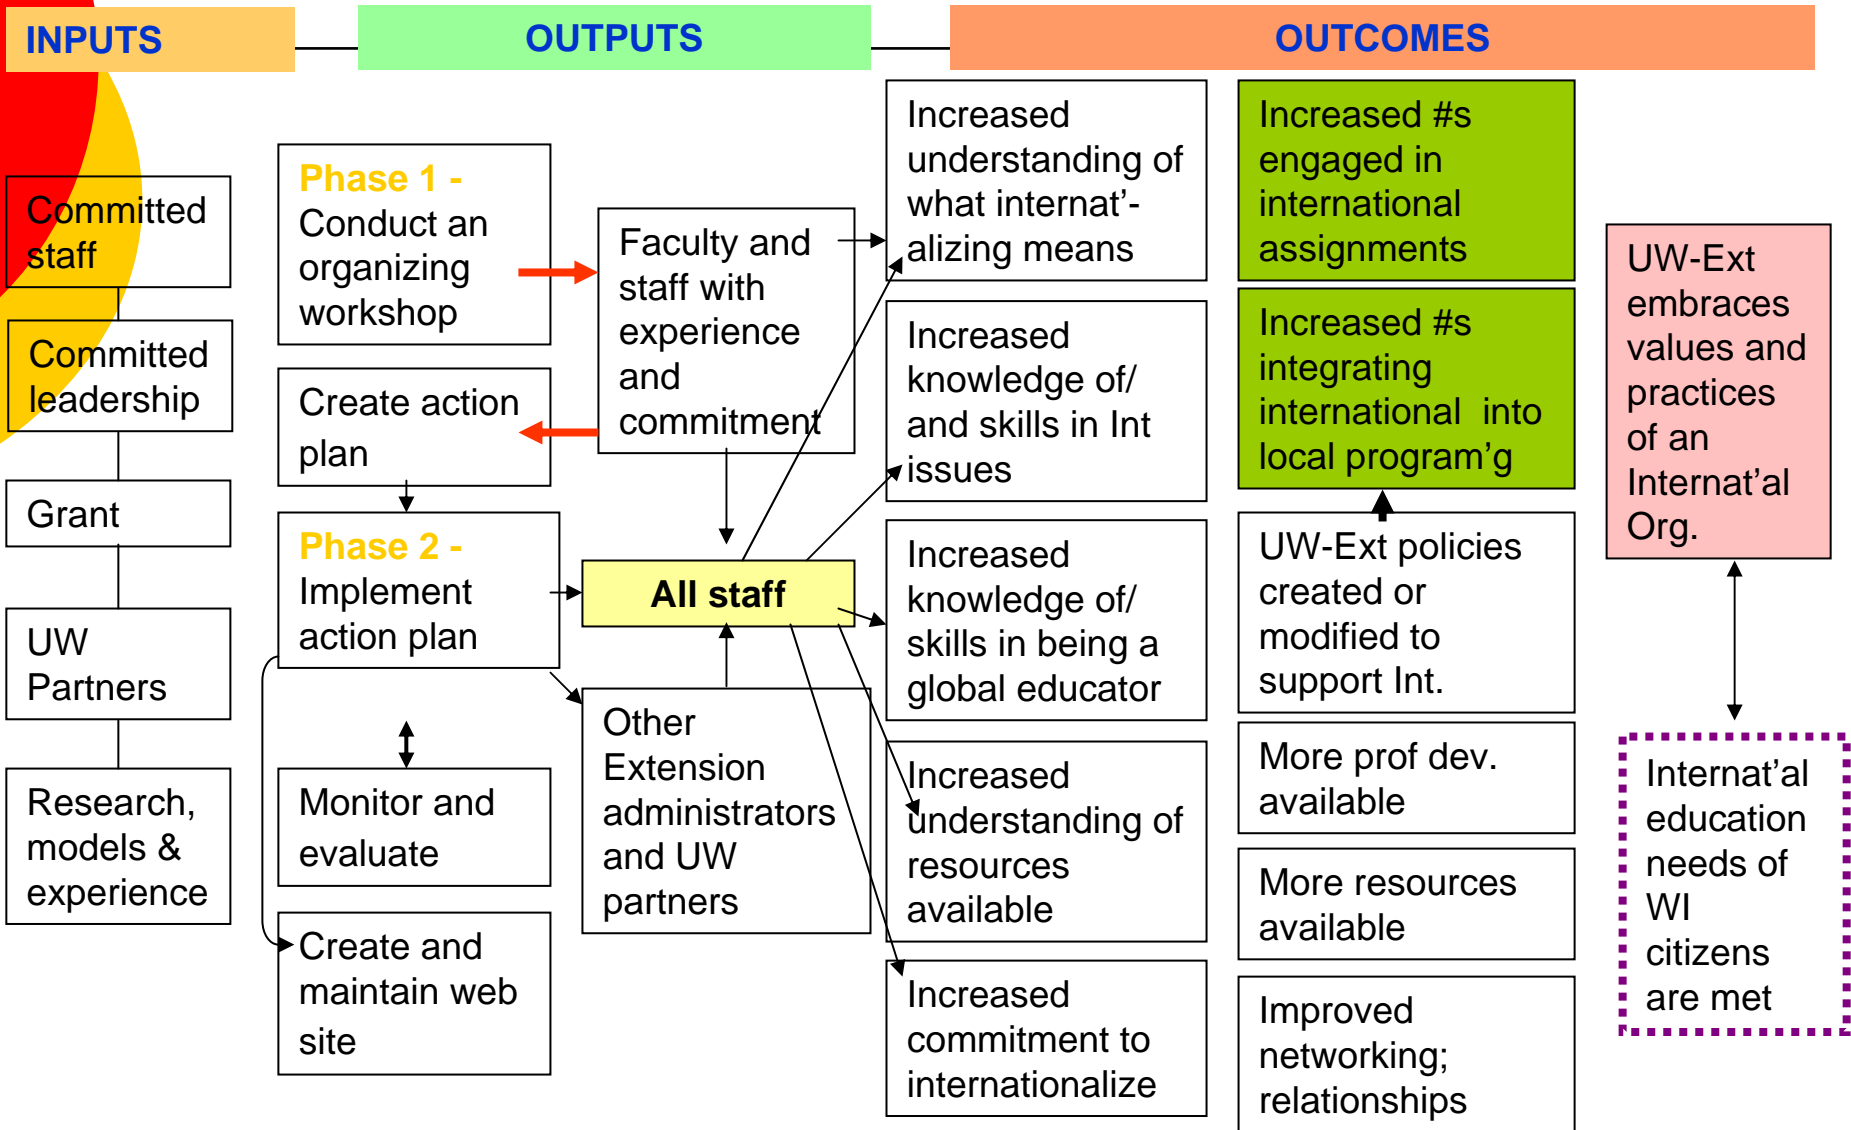 INPUTS
OUTPUTS
OUTCOMES
Committed
staff
Committed
leadership
Grant
UW
Partners
Research,
models &
experience
Phase 1 -
Conduct an
organizing
workshop
Create action
plan
Phase 2 -
Implement
action plan
Monitor and
evaluate
Create and
maintain web
site
Faculty and
staff with
experience
and
commitment
All staff
Other
Extension
administrators
and UW
partners
Increased
understanding of
what internat’-
alizing means
Increased
knowledge of/
and skills in Int
issues
Increased
knowledge of/
skills in being a
global educator
Increased
understanding of
resources
available
Increased
commitment to
internationalize
Increased #s
engaged in
international
assignments
Increased #s
integrating
international into
local program’g
UW-Ext policies
created or
modified to
support Int.
More prof dev.
available
More resources
available
Improved
networking;
relationships
UW-Ext
embraces
values and
practices
of an
Internat’al
Org.
Internat’al
education
needs of
WI
citizens
are met